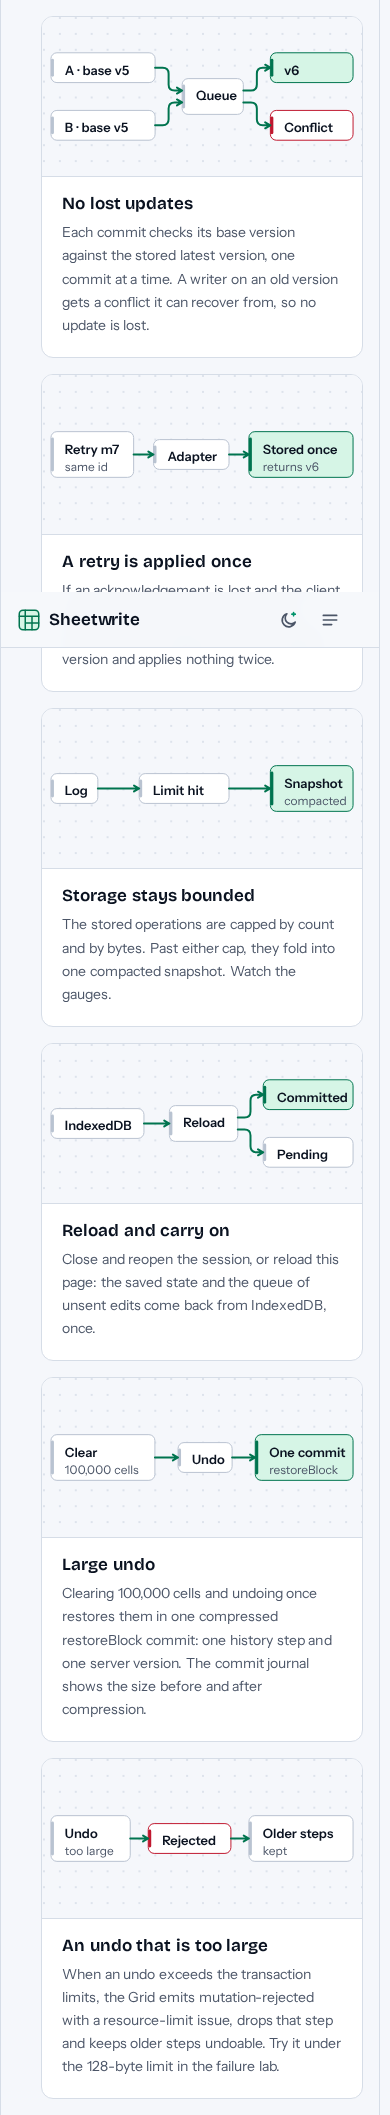 A · base v5
B · base v5
Queue
v6
Conflict
No lost updates
Each commit checks its base version
against the stored latest version, one
commit at a time. A writer on an old version
gets a conflict it can recover from, so no
update is lost.
Retry m7
same id
Adapter
Stored once
returns v6
A retry is applied once
If an acknowledgement is lost and the client
Sheetwrite
version and applies nothing twice.
Log
Limit hit
Snapshot
compacted
Storage stays bounded
The stored operations are capped by count
and by bytes. Past either cap, they fold into
one compacted snapshot. Watch the
gauges.
IndexedDB
Reload
Committed
Pending
Reload and carry on
Close and reopen the session, or reload this
page: the saved state and the queue of
unsent edits come back from IndexedDB,
once.
Clear
100,000 cells
Undo
One commit
restoreBlock
Large undo
Clearing 100,000 cells and undoing once
restores them in one compressed
restoreBlock commit: one history step and
one server version. The commit journal
shows the size before and after
compression.
Undo
too large
Rejected
Older steps
kept
An undo that is too large
When an undo exceeds the transaction
limits, the Grid emits mutation-rejected
with a resource-limit issue, drops that step
and keeps older steps undoable. Try it under
the 128-byte limit in the failure lab.